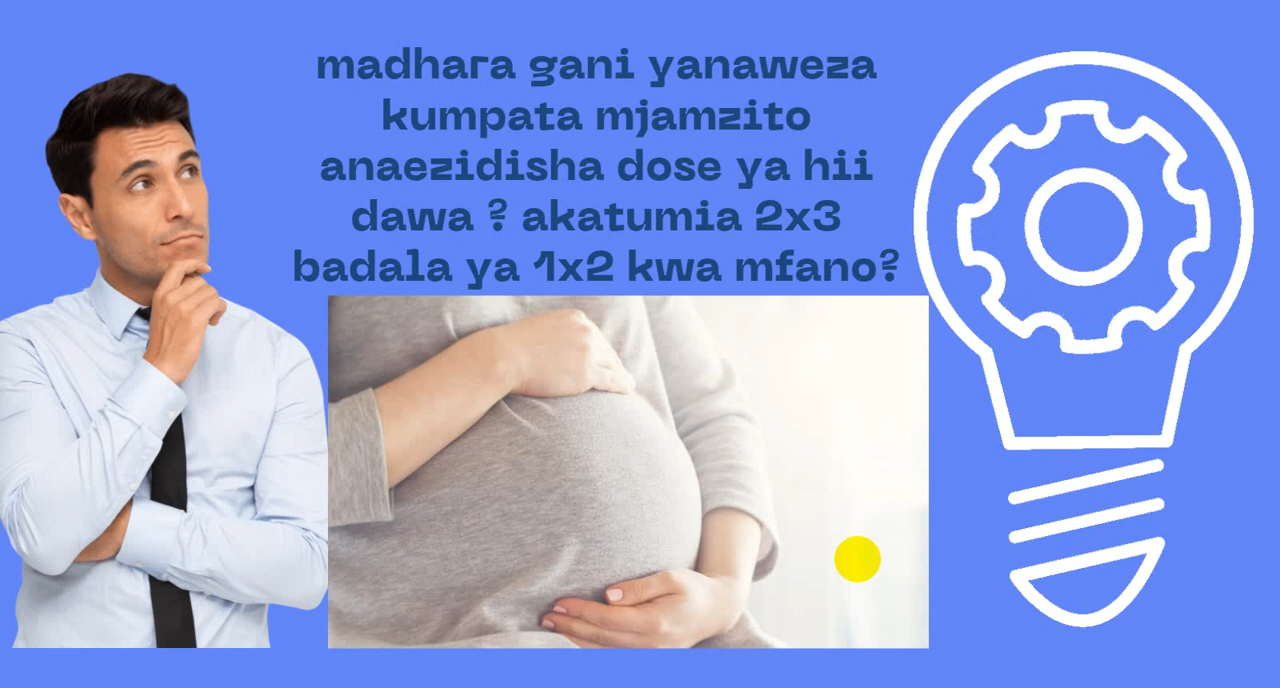 madhara gani yanaweza
kumpata mjamzito
anaezidisha dose ya hii
dawa ? akatumia 2x3
badala ya 1x2 kwa mfano?